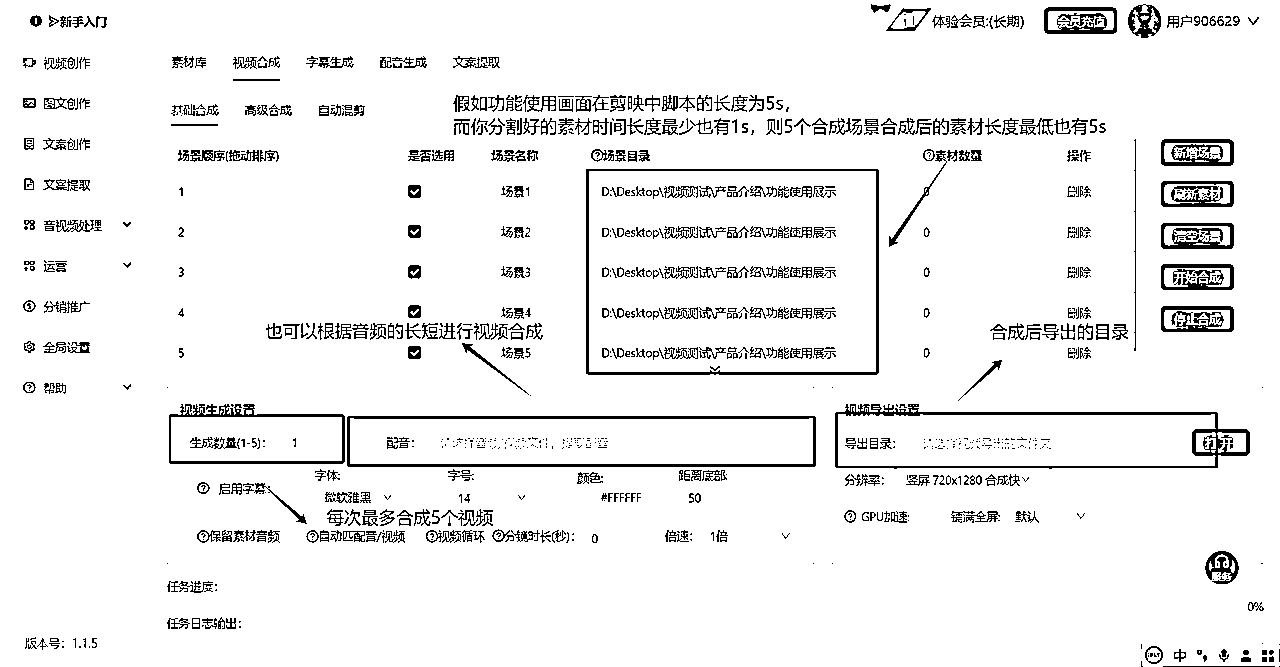 新手入门
体验会员:(长期) 会员充值 用户906629
视频创作
图文创作
文案创作
文案提取
音视频处理
运营
分销推广
全局设置
帮助
版本号: 1.1.5
素材库 视频合成 字幕生成 配音生成 文案提取
基础合成 高级合成 自动混剪
假如功能使用画面在剪映中脚本的长度为5s,
而你分割好的素材时间长度最少也有1s，则5个合成场景合成后的素材长度最低也有5s
场景顺序(拖动排序) 是否选用 场景名称 场景目录 素材数量 操作
1 场景1 D:\Desktop\视频测试\产品介绍\功能使用展示 0 删除
2 场景2 D:\Desktop\视频测试\产品介绍\功能使用展示 0 删除
3 场景3 D:\Desktop\视频测试\产品介绍\功能使用展示 0 删除
4 场景4 D:\Desktop\视频测试\产品介绍\功能使用展示 0 删除
5 场景5 D:\Desktop\视频测试\产品介绍\功能使用展示 0 删除
新增场景
刷新素材
清空场景
开始合成
停止合成
也可以根据音频的长短进行视频合成
合成后导出的目录
视频生成设置
生成数量(1-5): 1 配音:
字体: 字号: 颜色: 距离底部
启用字幕: 微软雅黑 14 #FFFFFF 50
每次最多合成5个视频
保留素材音频 自动匹配音/视频 视频循环 分镜时长(秒): 0 倍速: 1倍
视频导出设置
导出目录: 打开
分辨率: 竖屏 720x1280 合成快
GPU加速: 铺满全屏: 默认
任务进度:
任务日志输出:
服务
0%
中